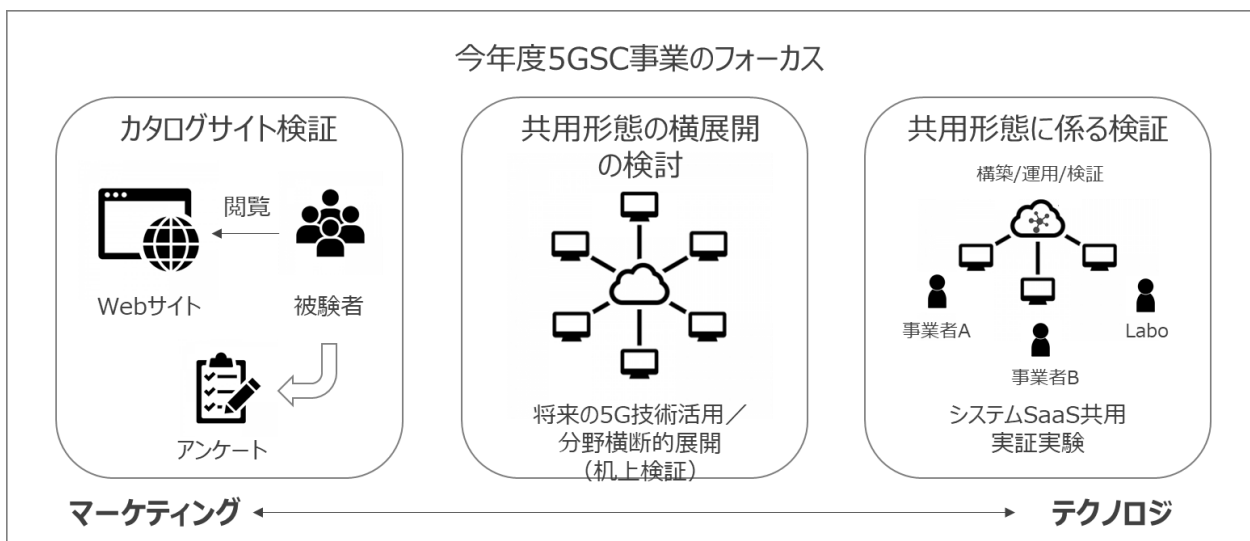 今年度5GSC事業のフォーカス
カタログサイト検証
閲覧
Webサイト
被験者
アンケート
共用形態の横展開
の検討
将来の5G技術活用／
分野横断的展開
（机上検証）
共用形態に係る検証
構築/運用/検証
事業者A
事業者B
Labo
システムSaaS共用
実証実験
マーケティング
テクノロジ